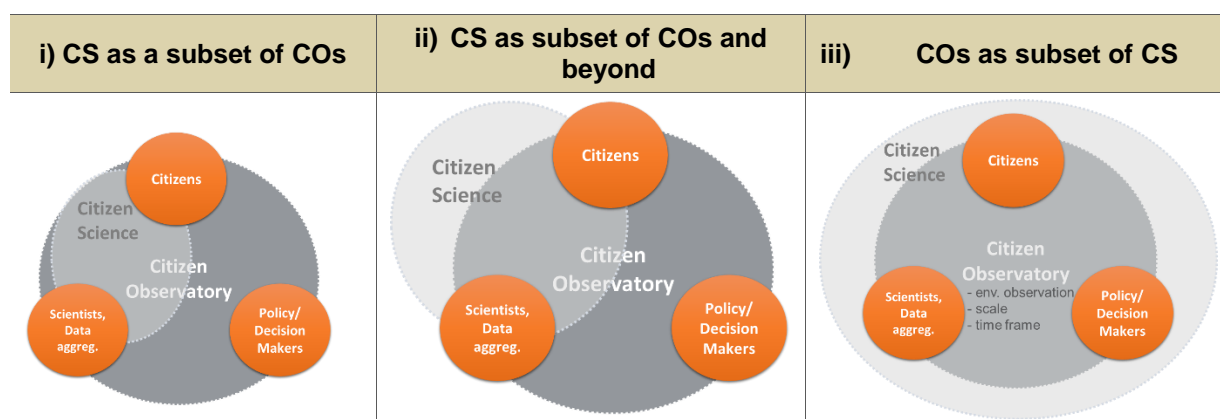 i) CS as a subset of COs
ii) CS as subset of COs and
beyond
iii) COs as subset of CS
Citizens
Citizen
Science
Citizen
Observatory
Scientists,
Data
aggreg.
Policy/
Decision
Makers
Citizens
Citizen
Science
Citizen
Observatory
Scientists,
Data
aggreg.
Policy/
Decision
Makers
Citizens
Citizen
Science
Citizen
Observatory
- env. observation
- scale
- time frame
Scientists,
Data
aggreg.
Policy/
Decision
Makers